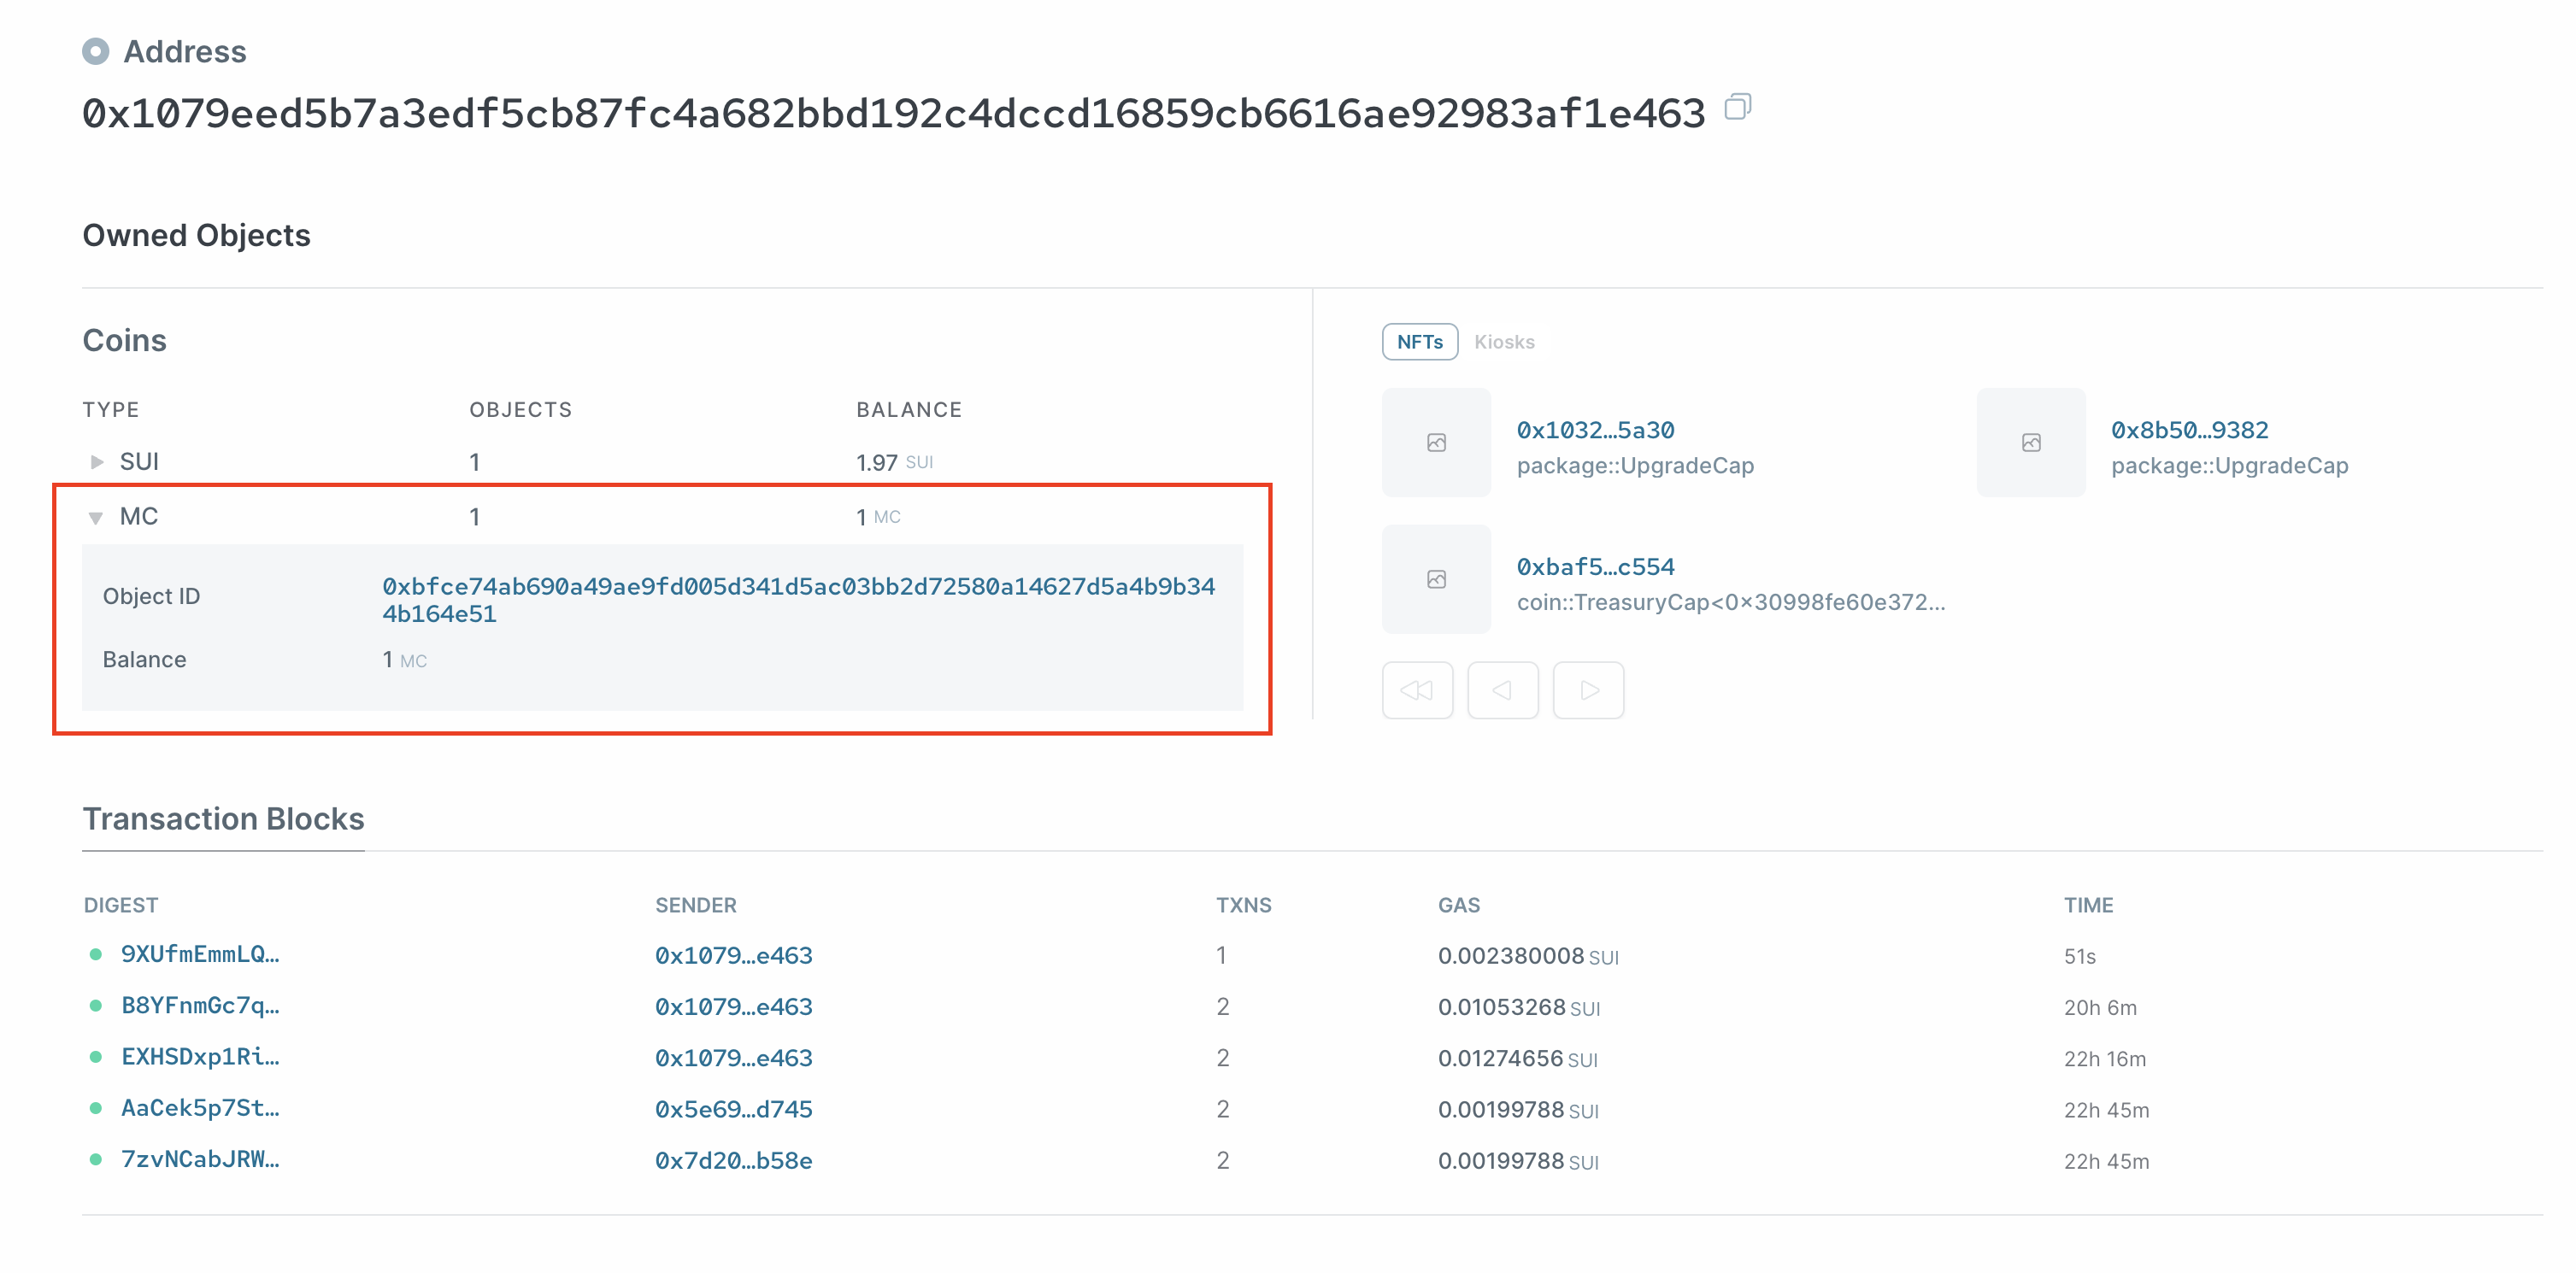 Address
0x1079eed5b7a3edf5cb87fc4a682bbd192c4dccd16859cb6616ae92983af1e463
Owned Objects
Coins
TYPE OBJECTS BALANCE
SUI 1 1.97 SUI
MC 1 1 MC
Object ID 0xbfce74ab690a49ae9fd005d341d5ac03bb2d72580a14627d5a4b9b34
4b164e51
Balance 1 MC
NFTs Kiosks
0x1032…5a30
package::UpgradeCap
0x8b50…9382
package::UpgradeCap
0xbaf5…c554
coin::TreasuryCap<0x30998fe60e372...
Transaction Blocks
DIGEST SENDER TXNS GAS TIME
9XUfmEmmLQ… 0x1079…e463 1 0.002380008 SUI 51s
B8YFnmGc7q… 0x1079…e463 2 0.01053268 SUI 20h 6m
EXHSDxp1Ri… 0x1079…e463 2 0.01274656 SUI 22h 16m
AaCek5p7St… 0x5e69…d745 2 0.00199788 SUI 22h 45m
7zvNCabJRW… 0x7d20…b58e 2 0.00199788 SUI 22h 45m